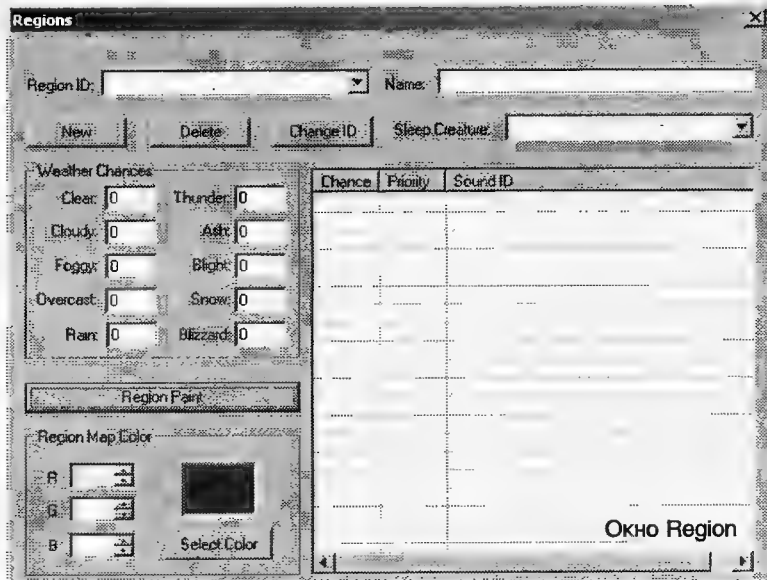 Regions
Region ID: Name:
New Delete Change ID Sleep Creature:
Weather Chances
Clear: 0 Thunder: 0
Cloudy: 0 Ash: 0
Foggy: 0 Blight: 0
Overcast: 0 Snow: 0
Rain: 0 Blizzard: 0
Chance Priority Sound ID
Region Paint
Region Map Color
R:
G:
B:
Select Color
Окно Region